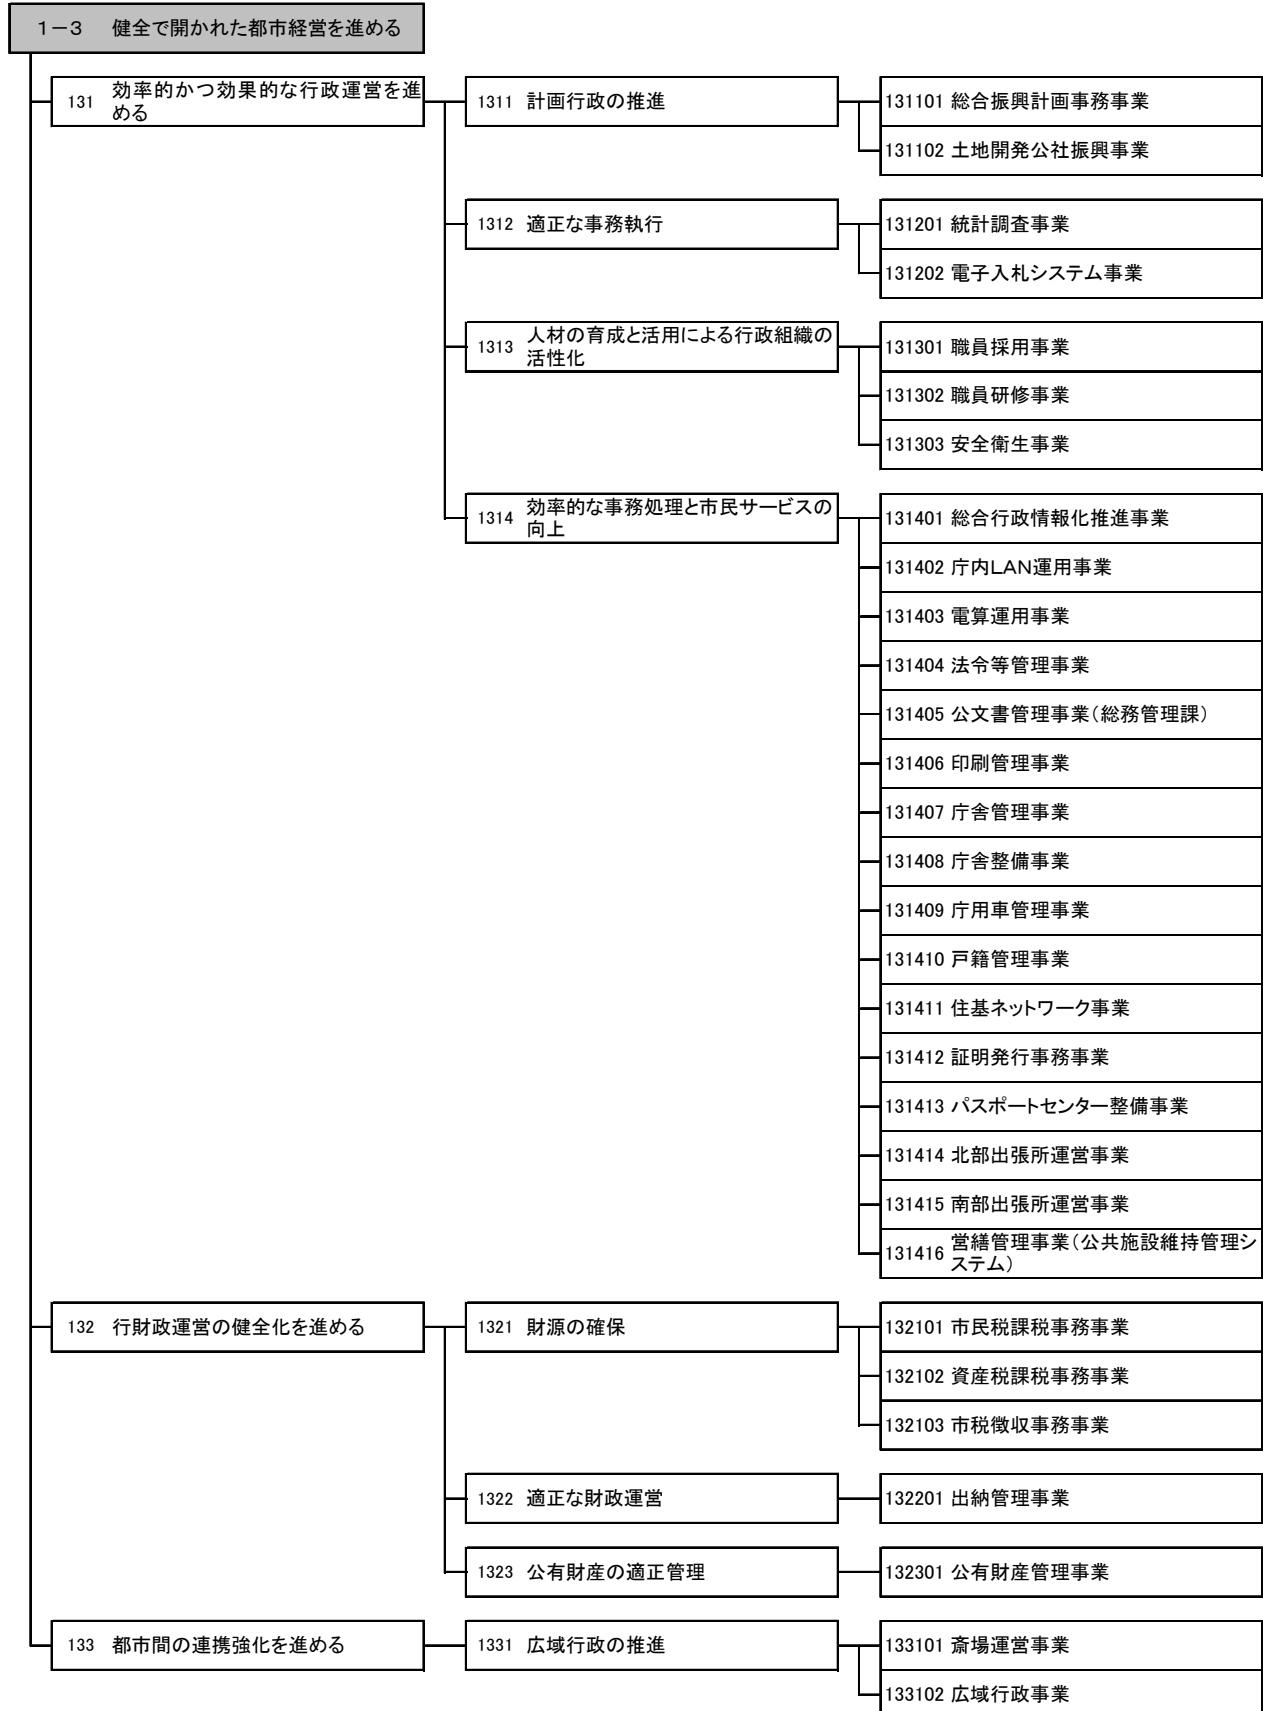 1－3 健全で開かれた都市経営を進める
131 効率的かつ効果的な行政運営を進
める
1311 計画行政の推進
131101 総合振興計画事務事業
131102 土地開発公社振興事業
1312 適正な事務執行
131201 統計調査事業
131202 電子入札システム事業
1313 人材の育成と活用による行政組織の
活性化
131301 職員採用事業
131302 職員研修事業
131303 安全衛生事業
1314 効率的な事務処理と市民サービスの
向上
131401 総合行政情報化推進事業
131402 庁内LAN運用事業
131403 電算運用事業
131404 法令等管理事業
131405 公文書管理事業（総務管理課）
131406 印刷管理事業
131407 庁舎管理事業
131408 庁舎整備事業
131409 庁用車管理事業
131410 戸籍管理事業
131411 住基ネットワーク事業
131412 証明発行事務事業
131413 パスポートセンター整備事業
131414 北部出張所運営事業
131415 南部出張所運営事業
131416 営繕管理事業（公共施設維持管理シ
ステム）
132 行財政運営の健全化を進める
1321 財源の確保
132101 市民税課税事務事業
132102 資産税課税事務事業
132103 市税徴収事務事業
1322 適正な財政運営
132201 出納管理事業
1323 公有財産の適正管理
132301 公有財産管理事業
133 都市間の連携強化を進める
1331 広域行政の推進
133101 斎場運営事業
133102 広域行政事業